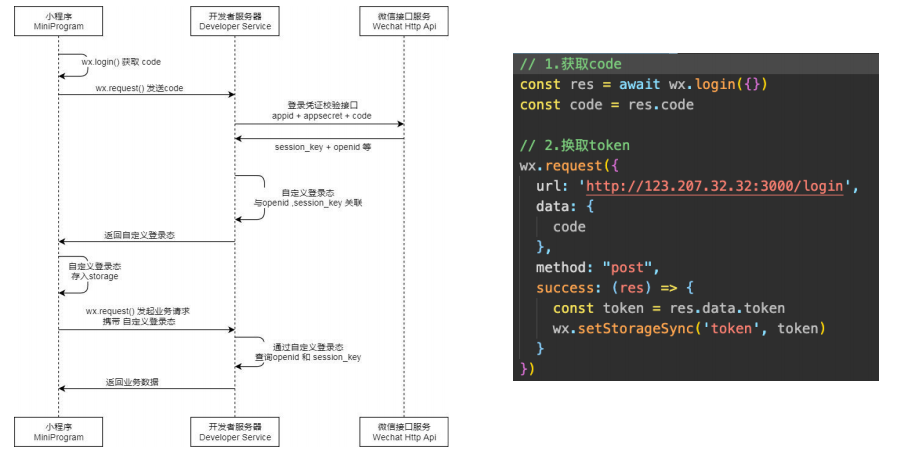 小程序
MiniProgram
开发者服务器
Developer Service
微信接口服务
Wechat Http Api
wx.login() 获取 code
wx.request() 发送code
登录凭证校验接口
appid + appsecret + code
session_key + openid 等
自定义登录态
与openid ,session_key 关联
返回自定义登录态
自定义登录态
存入storage
wx.request() 发起业务请求
携带 自定义登录态
通过自定义登录态
查询openid 和 session_key
返回业务数据
小程序
MiniProgram
开发者服务器
Developer Service
微信接口服务
Wechat Http Api
// 1.获取code
const res = await wx.login({})
const code = res.code
// 2.换取token
wx.request({
url: 'http://123.207.32.32:3000/login',
data: {
code
},
method: "post",
success: (res) => {
const token = res.data.token
wx.setStorageSync('token', token)
}
})